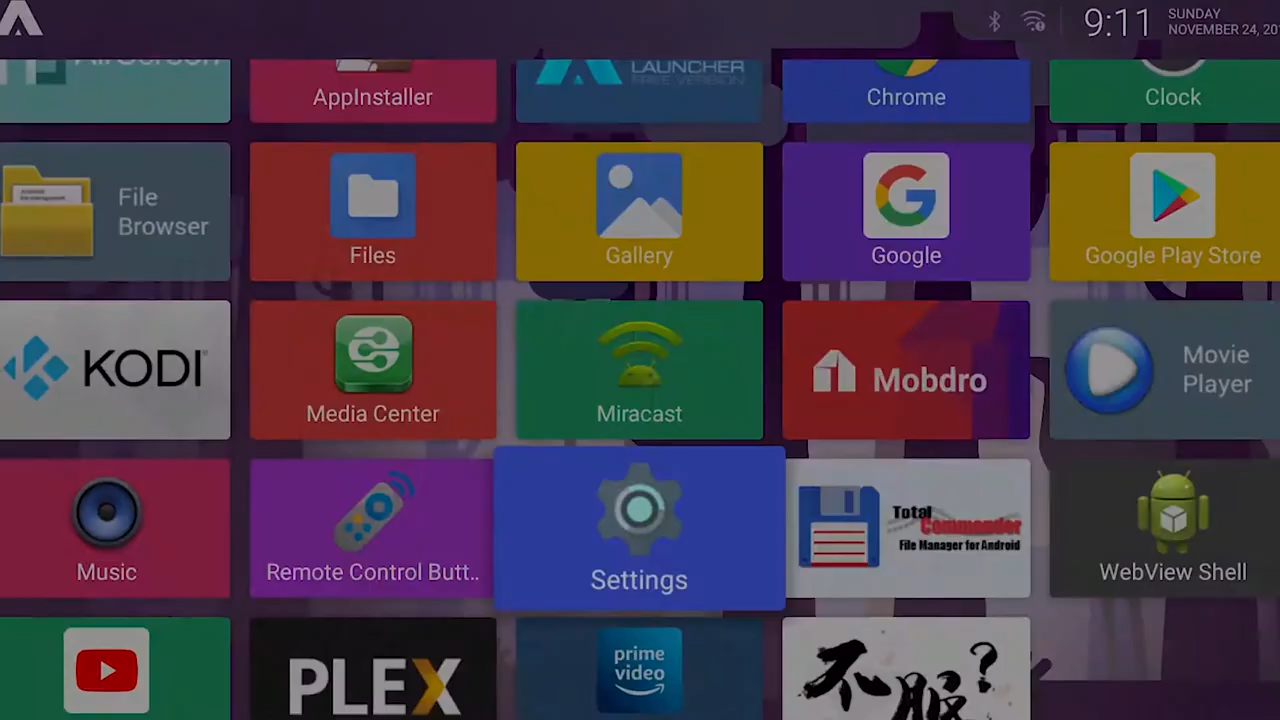 9:11
SUNDAY
NOVEMBER 24, 20
AirScreen
AppInstaller
LAUNCHER
FREE VERSION
Chrome
Clock
File
Browser
Files
Gallery
Google
Google Play Store
KODI
Media Center
Miracast
Mobdro
Movie
Player
Music
Remote Control Butt..
Settings
Total
Commander
File Manager for Android
WebView Shell
PLEX
prime
video
不服?